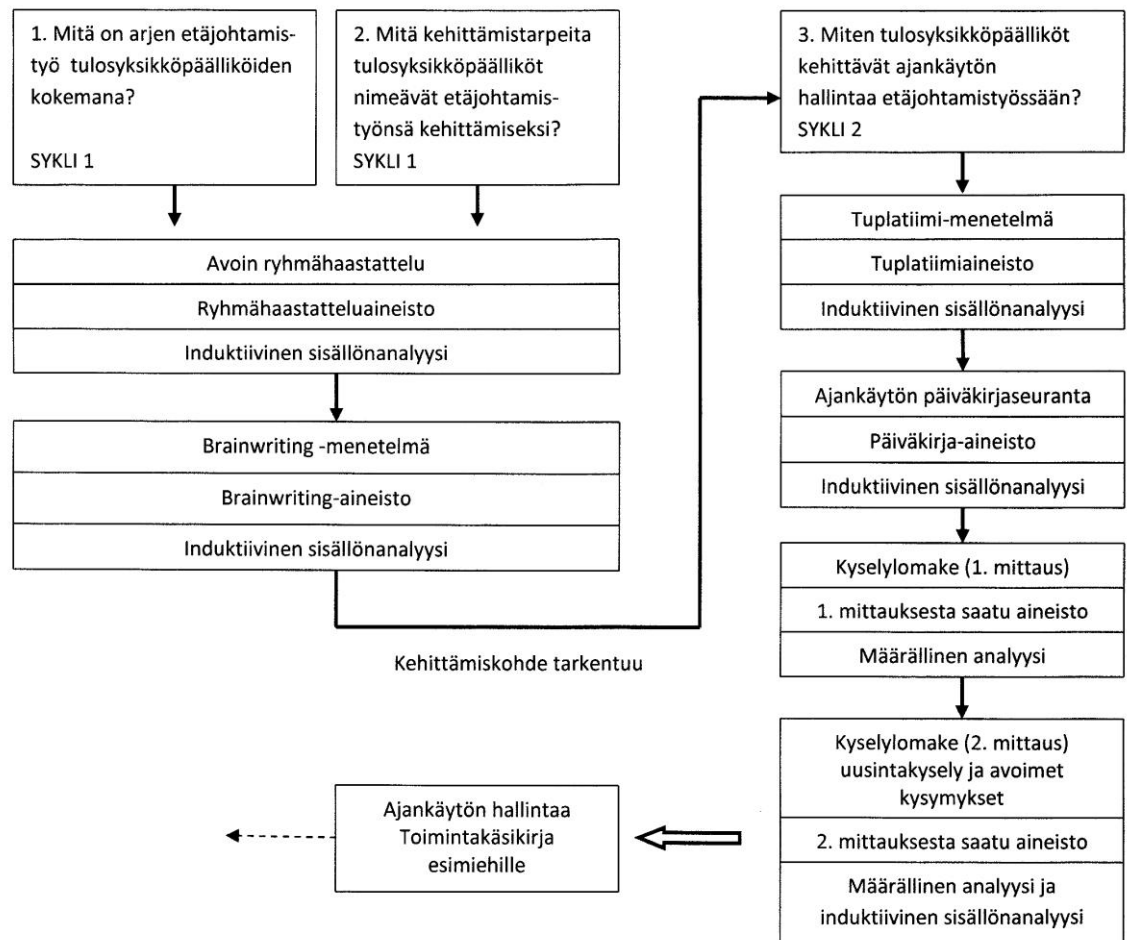 1. Mitä on arjen etäjohtamis-
työ tulosyksikköpäälliköiden
kokemana?
SYKLI 1
2. Mitä kehittämistarpeita
tulosyksikköpäälliköt
nimeävät etäjohtamis-
työnsä kehittämiseksi?
SYKLI 1
Avoin ryhmähaastattelu
Ryhmähaastatteluaineisto
Induktiivinen sisällönanalyysi
Brainwriting -menetelmä
Brainwriting-aineisto
Induktiivinen sisällönanalyysi
Kehittämiskohde tarkentuu
3. Miten tulosyksikköpäälliköt
kehittävät ajankäytön
hallintaa etäjohtamistyössään?
SYKLI 2
Tuplatiimi-menetelmä
Tuplatiimiaineisto
Induktiivinen sisällönanalyysi
Ajankäytön päiväkirjaseuranta
Päiväkirja-aineisto
Induktiivinen sisällönanalyysi
Kyselylomake (1. mittaus)
1. mittauksesta saatu aineisto
Määrällinen analyysi
Kyselylomake (2. mittaus)
uusintakysely ja avoimet
kysymykset
2. mittauksesta saatu aineisto
Määrällinen analyysi ja
induktiivinen sisällönanalyysi
Ajankäytön hallintaa
Toimintakäsikirja
esimiehille